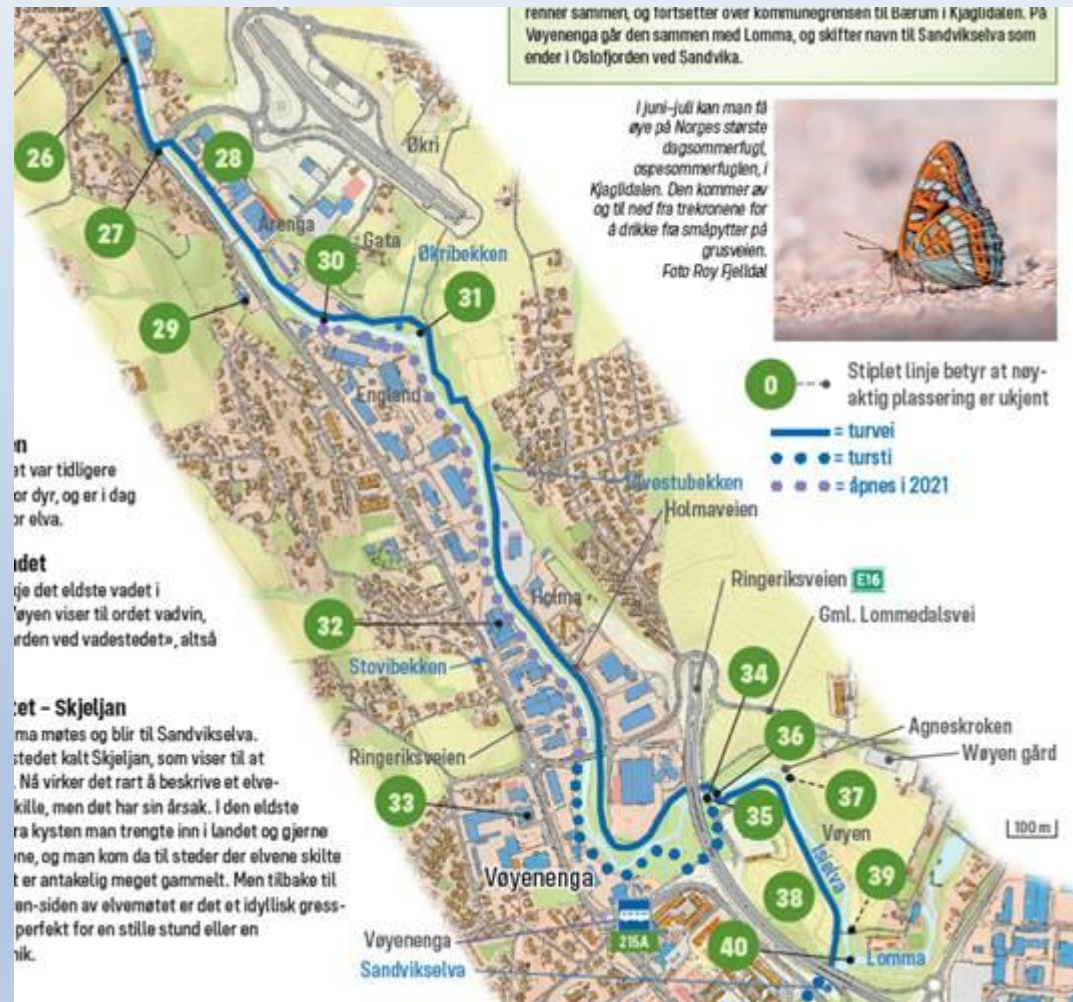 renner sammen, og fortsetter over kommunegrensen til Bærum i Kjaglidalen. På
Vøyenenga går den sammen med Lomma, og skifter navn til Sandvikselva som
ender i Oslofjorden ved Sandvika.
I juni–juli kan man få
øye på Norges største
dagsommerfugl,
ospesommerfuglen, i
Kjaglidalen. Den kommer av
og til ned fra trekronene for
å drikke fra småpytter på
grusveien.
Foto Roy Fjelldal
26
28
Økri
27
Årenga
Gata
30
Økribekken
31
29
0
Stiplet linje betyr at nøy-
aktig plassering er ukjent
= turvei
= tursti
= åpnes i 2021
England
Holmaveien
Ringeriksveien E16
Gml. Lommedalsvei
Holma
32
Stovibekken
34
36
Agneskroken
Wøyen gård
Ringeriksveien
33
35
37
Vøyen
100 m
Vøyenenga
Isielva
39
38
215A
Vøyenenga
40
Sandvikselva
Lomma
en
et var tidligere
or dyr, og er i dag
or elva.
adet
kje det eldste vadet i
Vøyen viser til ordet vadvin,
arden ved vadestedet», altså
tet – Skjeljan
ma møtes og blir til Sandvikselva.
stedet kalt Skjeljan, som viser til at
. Nå virker det rart å beskrive et elve-
kille, men det har sin årsak. I den eldste
ra kysten man trengte inn i landet og gjerne
ene, og man kom da til steder der elvene skilte
t er antakelig meget gammelt. Men tilbake til
en-siden av elvemøtet er det et idyllisk gress-
perfekt for en stille stund eller en
nik.